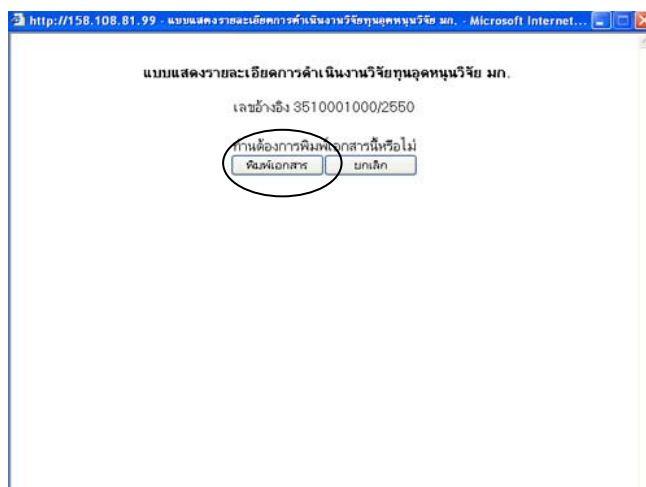 http://158.108.81.99 - แบบแสดงรายละเอียดการดำเนินงานวิจัยทุนอุดหนุนวิจัย มก. - Microsoft Internet...
แบบแสดงรายละเอียดการดำเนินงานวิจัยทุนอุดหนุนวิจัย มก.
เลขอ้างอิง 3510001000/2550
ท่านต้องการพิมพ์เอกสารนี้หรือไม่
พิมพ์เอกสาร ยกเลิก